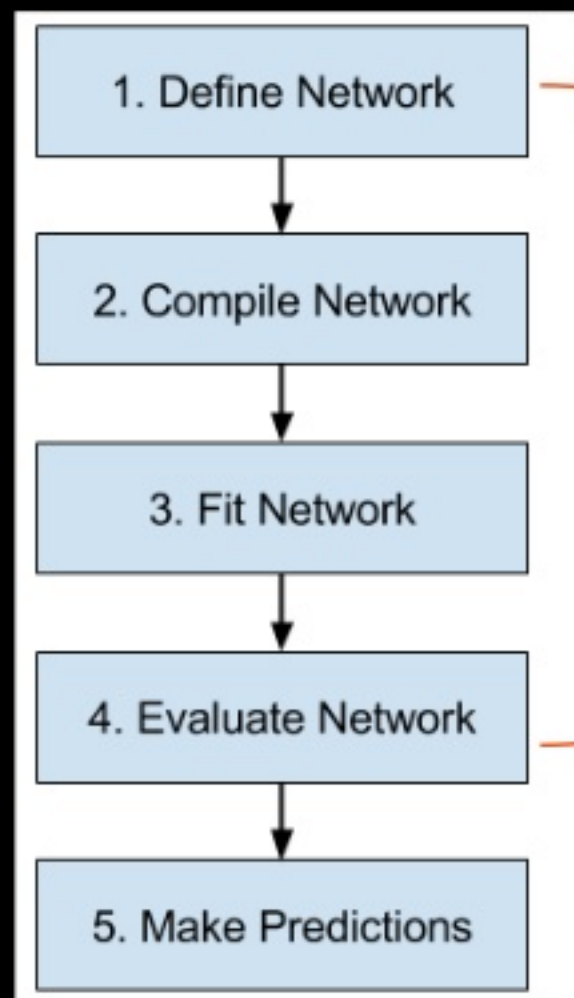 1. Define Network
2. Compile Network
3. Fit Network
4. Evaluate Network
5. Make Predictions